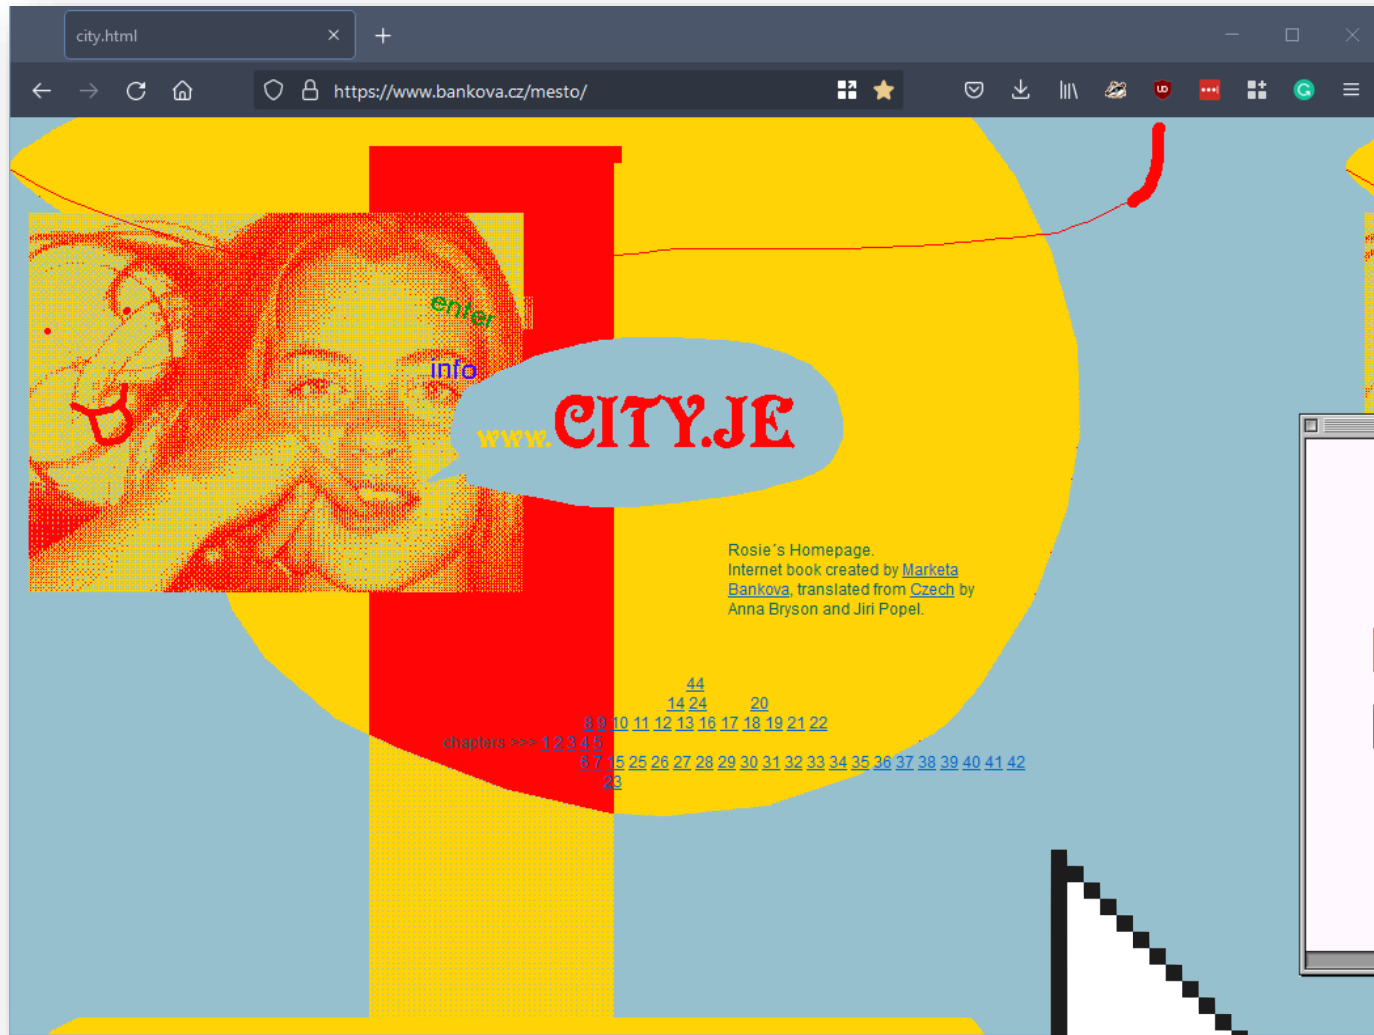 city.html
https://www.bankova.cz/mesto/
enter
info
www.CITY.JE
Rosie´s Homepage.
Internet book created by Marketa
Bankova, translated from Czech by
Anna Bryson and Jiri Popel.
44
14 24 20
8 9 10 11 12 13 16 17 18 19 21 22
chapters >>> 1 2 3 4 5
6 7 15 25 26 27 28 29 30 31 32 33 34 35 36 37 38 39 40 41 42
23